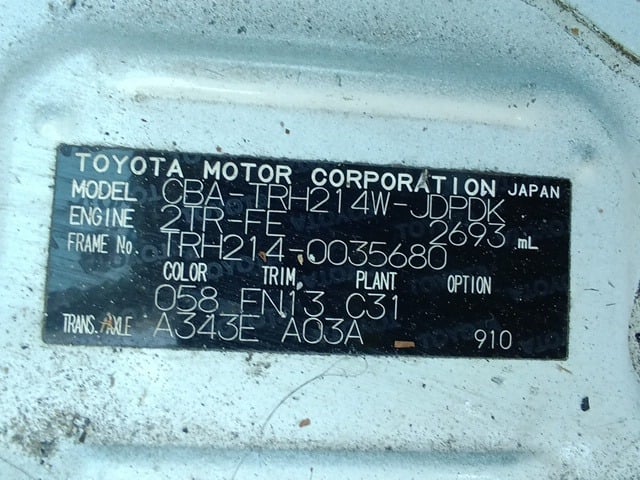 TOYOTA MOTOR CORPORATION JAPAN
MODEL CBA-TRH214W-JDPDK
ENGINE 2TR-FE 2693 mL
FRAME No. TRH214-0035680
COLOR TRIM PLANT OPTION
058 FN13 C31
TRANS. AXLE A343E A03A 910